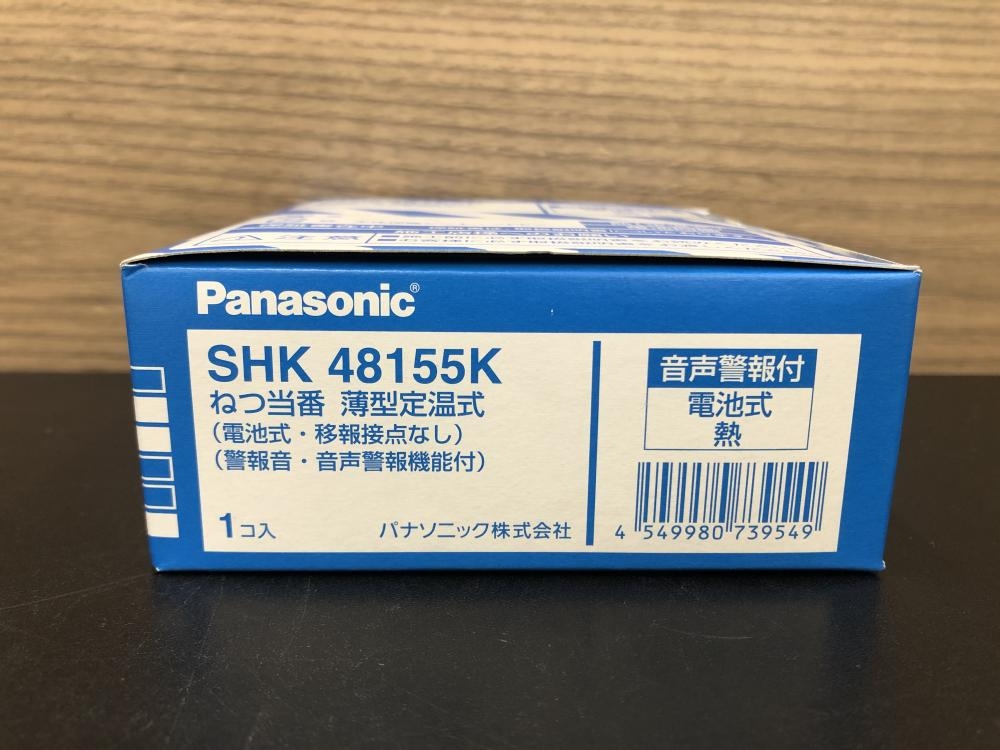 注意
Panasonic®
SHK 48155K
ねつ当番 薄型定温式
(電池式・移報接点なし)
(警報音・音声警報機能付)
1コ入
パナソニック株式会社
音声警報付
電池式
熱
4 549980 739549